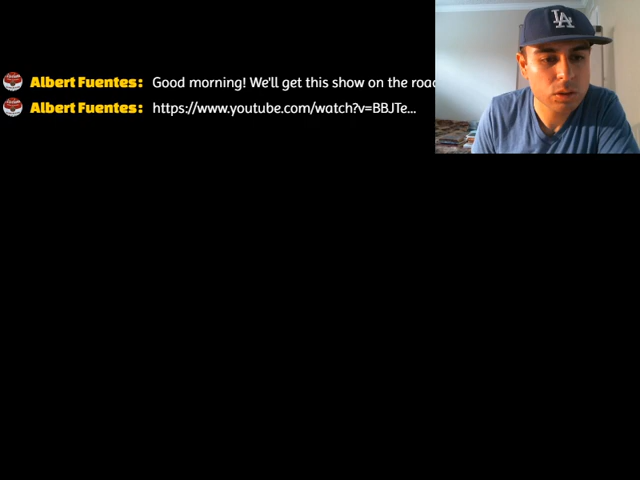 LA
Albert Fuentes: Good morning! We'll get this show on the road
Albert Fuentes: https://www.youtube.com/watch?v=BBJTe...